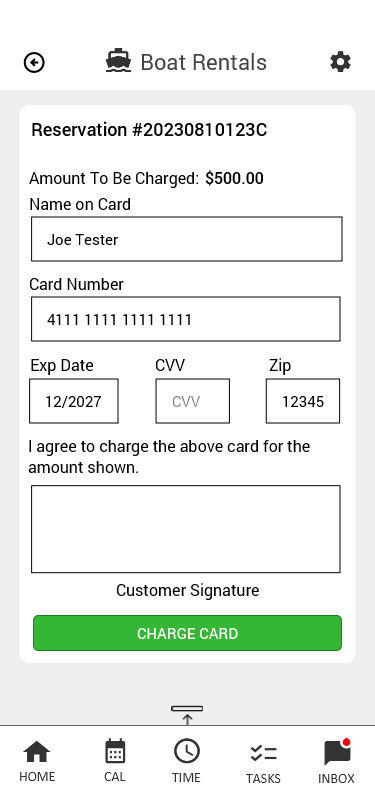 Boat Rentals
Reservation #20230810123C
Amount To Be Charged: $500.00
Name on Card
Joe Tester
Card Number
4111 1111 1111 1111
Exp Date CVV Zip
12/2027 CVV 12345
I agree to charge the above card for the
amount shown.
Customer Signature
CHARGE CARD
HOME CAL TIME TASKS INBOX